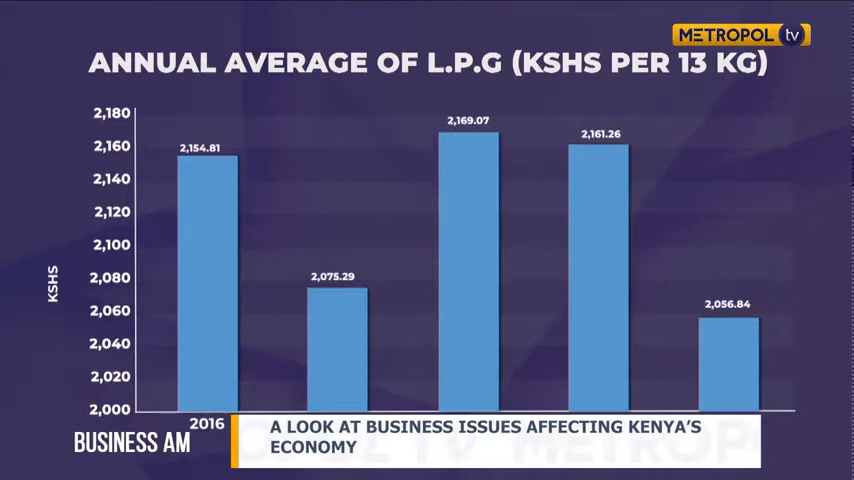 METROPOL tv
ANNUAL AVERAGE OF L.P.G (KSHS PER 13 KG)
2,180
2,160
2,140
2,120
2,100
2,080
2,060
2,040
2,020
2,000
KSHS
2,154.81
2,075.29
2,169.07
2,161.26
2,056.84
2016
BUSINESS AM
A LOOK AT BUSINESS ISSUES AFFECTING KENYA'S
ECONOMY